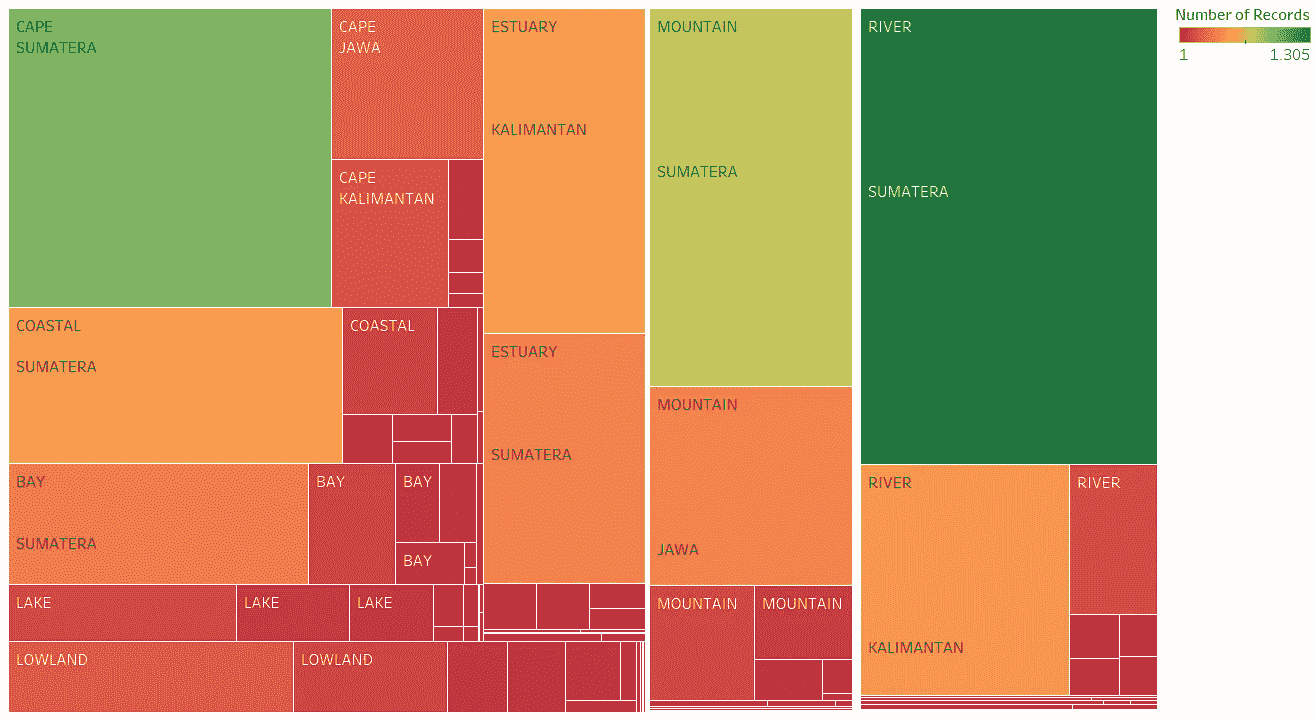 CAPE
SUMATERA
CAPE
JAWA
CAPE
KALIMANTAN
COASTAL
SUMATERA
COASTAL
BAY
SUMATERA
BAY
BAY
BAY
LAKE
LAKE
LAKE
LOWLAND
LOWLAND
ESTUARY
KALIMANTAN
ESTUARY
SUMATERA
MOUNTAIN
SUMATERA
MOUNTAIN
JAWA
MOUNTAIN
MOUNTAIN
RIVER
SUMATERA
RIVER
KALIMANTAN
RIVER
Number of Records
1 1.305